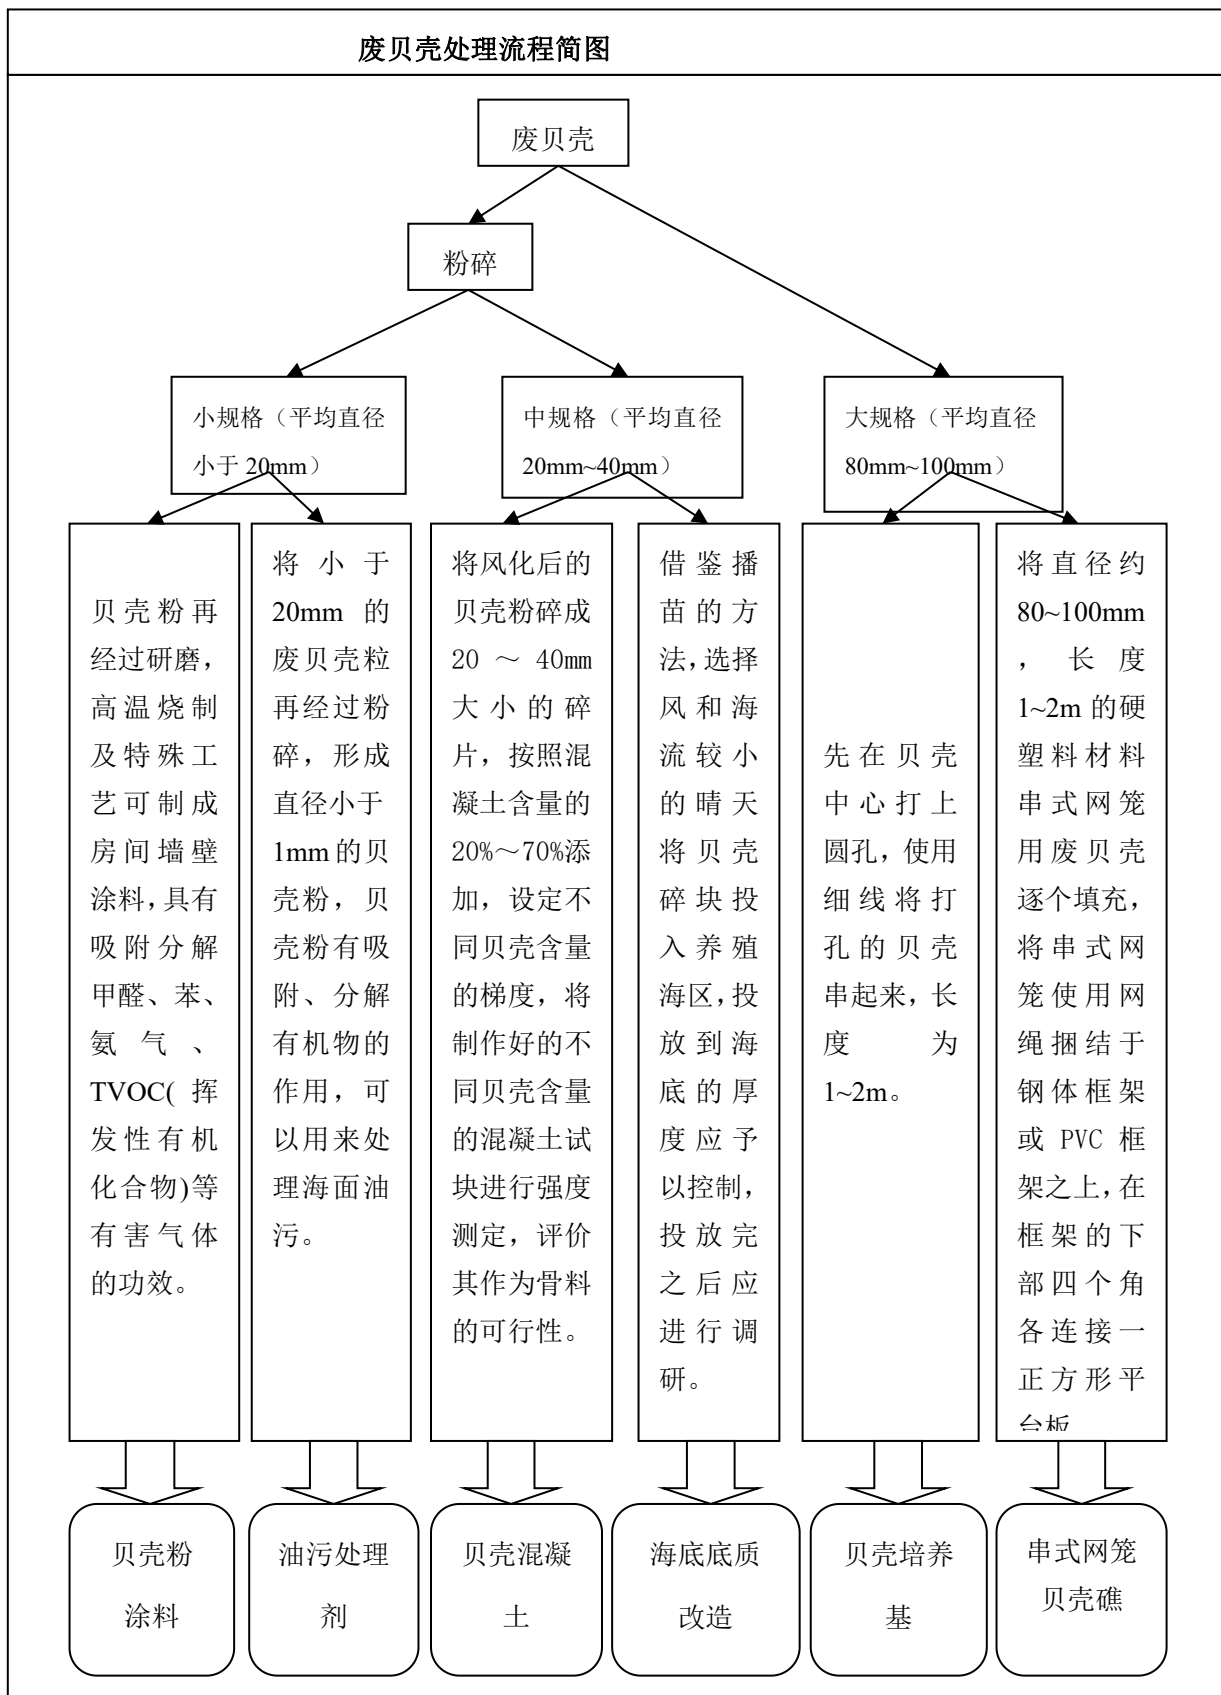 废贝壳处理流程简图
废贝壳
粉碎
小规格（平均直径
小于 20mm）
中规格（平均直径
20mm~40mm）
大规格（平均直径
80mm~100mm）
贝壳粉再
经过研磨，
高温烧制
及特殊工
艺可制成
房间墙壁
涂料，具有
吸附分解
甲醛、苯、
氨气、
TVOC( 挥
发性有机
化合物)等
有害气体
的功效。
将小于
20mm 的
废贝壳粒
再经过粉
碎，形成
直径小于
1mm 的贝
壳粉，贝
壳粉有吸
附、分解
有机物的
作用，可
以用来处
理海面油
污。
将风化后的
贝壳粉碎成
20～40mm
大小的碎
片，按照混
凝土含量的
20%～70%添
加，设定不
同贝壳含量
的梯度，将
制作好的不
同贝壳含量
的混凝土试
块进行强度
测定，评价
其作为骨料
的可行性。
借鉴播
苗的方
法，选择
风和海
流较小
的晴天
将贝壳
碎块投
入养殖
海区，投
放到海
底的厚
度应予
以控制，
投放完
之后应
进行调
研。
先在贝壳
中心打上
圆孔，使用
细线将打
孔的贝壳
串起来，长
度为
1~2m。
将直径约
80~100mm
，长度
1~2m 的硬
塑料材料
串式网笼
用废贝壳
逐个填充，
将串式网
笼使用网
绳捆结于
钢体框架
或 PVC 框
架之上，在
框架的下
部四个角
各连接一
正方形平
台板
贝壳粉
涂料
油污处理
剂
贝壳混凝
土
海底底质
改造
贝壳培养
基
串式网笼
贝壳礁